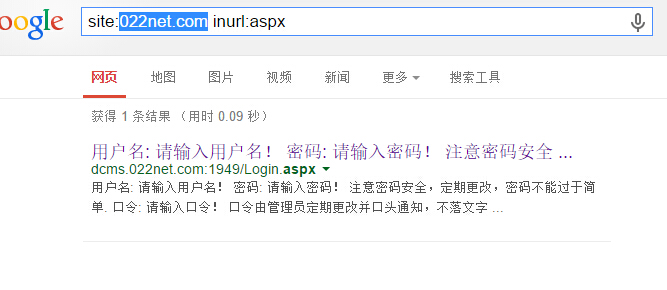 oogle
site:022net.com inurl:aspx
网页 地图 图片 视频 新闻 更多 搜索工具
获得 1 条结果 （用时 0.09 秒）
用户名: 请输入用户名！ 密码: 请输入密码！ 注意密码安全 ...
dcms.022net.com:1949/Login.aspx
用户名: 请输入用户名！ 密码: 请输入密码！ 注意密码安全，定期更改，密码不能过于简
单. 口令: 请输入口令！ 口令由管理员定期更改并口头通知，不落文字 ...